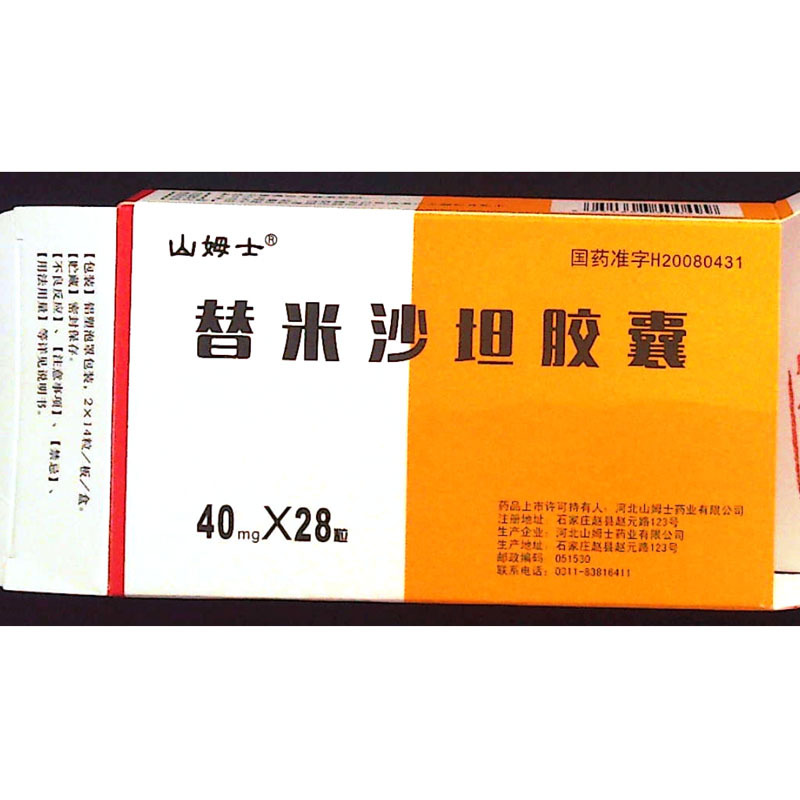 山姆士®
国药准字H20080431
替米沙坦胶囊
40mgX28粒
药品上市许可持有人：河北山姆士药业有限公司
注册地址：石家庄赵县赵元路123号
生产企业：河北山姆士药业有限公司
生产地址：石家庄赵县赵元路123号
邮政编码：051530
联系电话：0311-83816411
【包装】铝塑泡罩包装，2×14粒/板/盒。
【贮藏】密封保存。
【不良反应】、【注意事项】、【禁忌】、
【用法用量】等详见说明书。